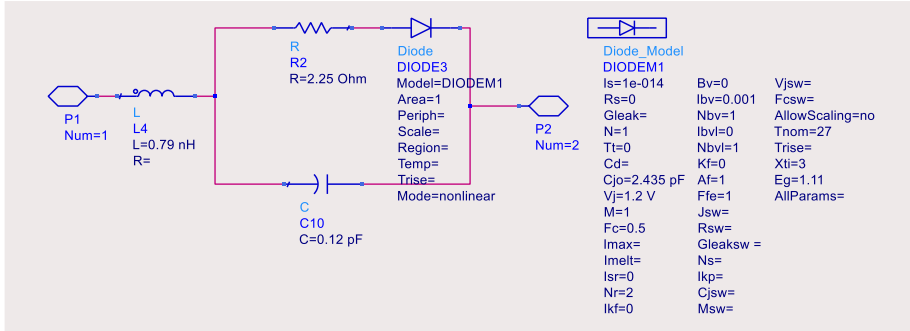 P1
Num=1
L
L4
L=0.79 nH
R=
R
R2
R=2.25 Ohm
Diode
DIODE3
Model=DIODEM1
Area=1
Periph=
Scale=
Region=
Temp=
Trise=
Mode=nonlinear
C
C10
C=0.12 pF
P2
Num=2
Diode_Model
DIODEM1
Is=1e-014
Rs=0
Gleak=
N=1
Tt=0
Cd=
Cjo=2.435 pF
Vj=1.2 V
M=1
Fc=0.5
Imax=
Imelt=
Isr=0
Nr=2
Ikf=0
Bv=0
Ibv=0.001
Nbv=1
Ibvl=0
Nbvl=1
Kf=0
Af=1
Ffe=1
Jsw=
Rsw=
Gleaksw =
Ns=
Ikp=
Cjsw=
Msw=
Vjsw=
Fcsw=
AllowScaling=no
Tnom=27
Trise=
Xti=3
Eg=1.11
AllParams=